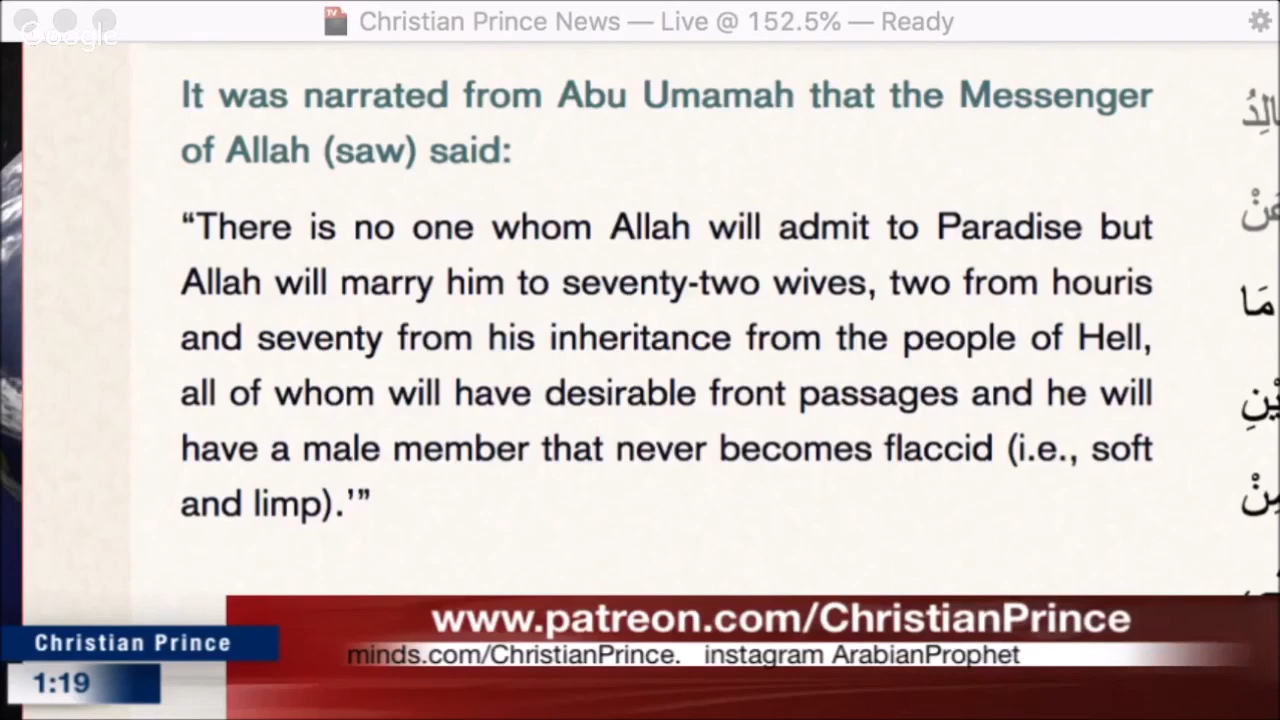 Christian Prince News — Live @ 152.5% — Ready
TV
Google
It was narrated from Abu Umamah that the Messenger
of Allah (saw) said:
“There is no one whom Allah will admit to Paradise but
Allah will marry him to seventy-two wives, two from houris
and seventy from his inheritance from the people of Hell,
all of whom will have desirable front passages and he will
have a male member that never becomes flaccid (i.e., soft
and limp).’”
مَا
www.patreon.com/ChristianPrince
Christian Prince
minds.com/ChristianPrince. instagram ArabianProphet
1:19